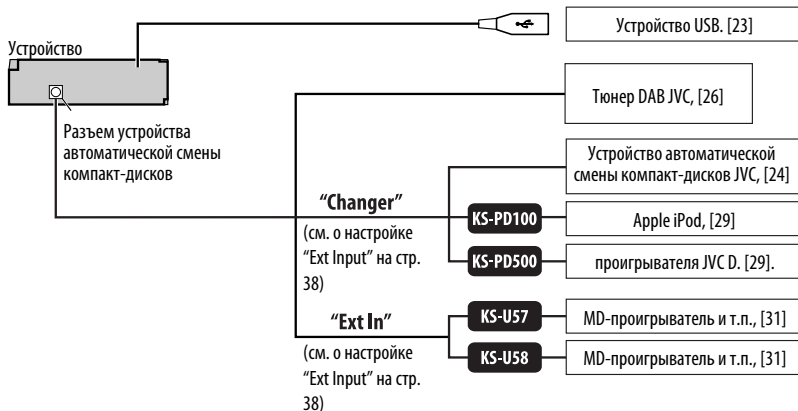 Устройство USB. [23]
Устройство
Тюнер DAB JVC, [26]
Разъем устройства
автоматической смены
компакт-дисков
Устройство автоматической
смены компакт-дисков JVC, [24]
“Changer”
(см. о настройке
“Ext Input” на стр.
38)
KS-PD100
Apple iPod, [29]
KS-PD500
проигрывателя JVC D. [29].
“Ext In”
(см. о настройке
“Ext Input” на стр.
38)
KS-U57
MD-проигрыватель и т.п., [31]
KS-U58
MD-проигрыватель и т.п., [31]